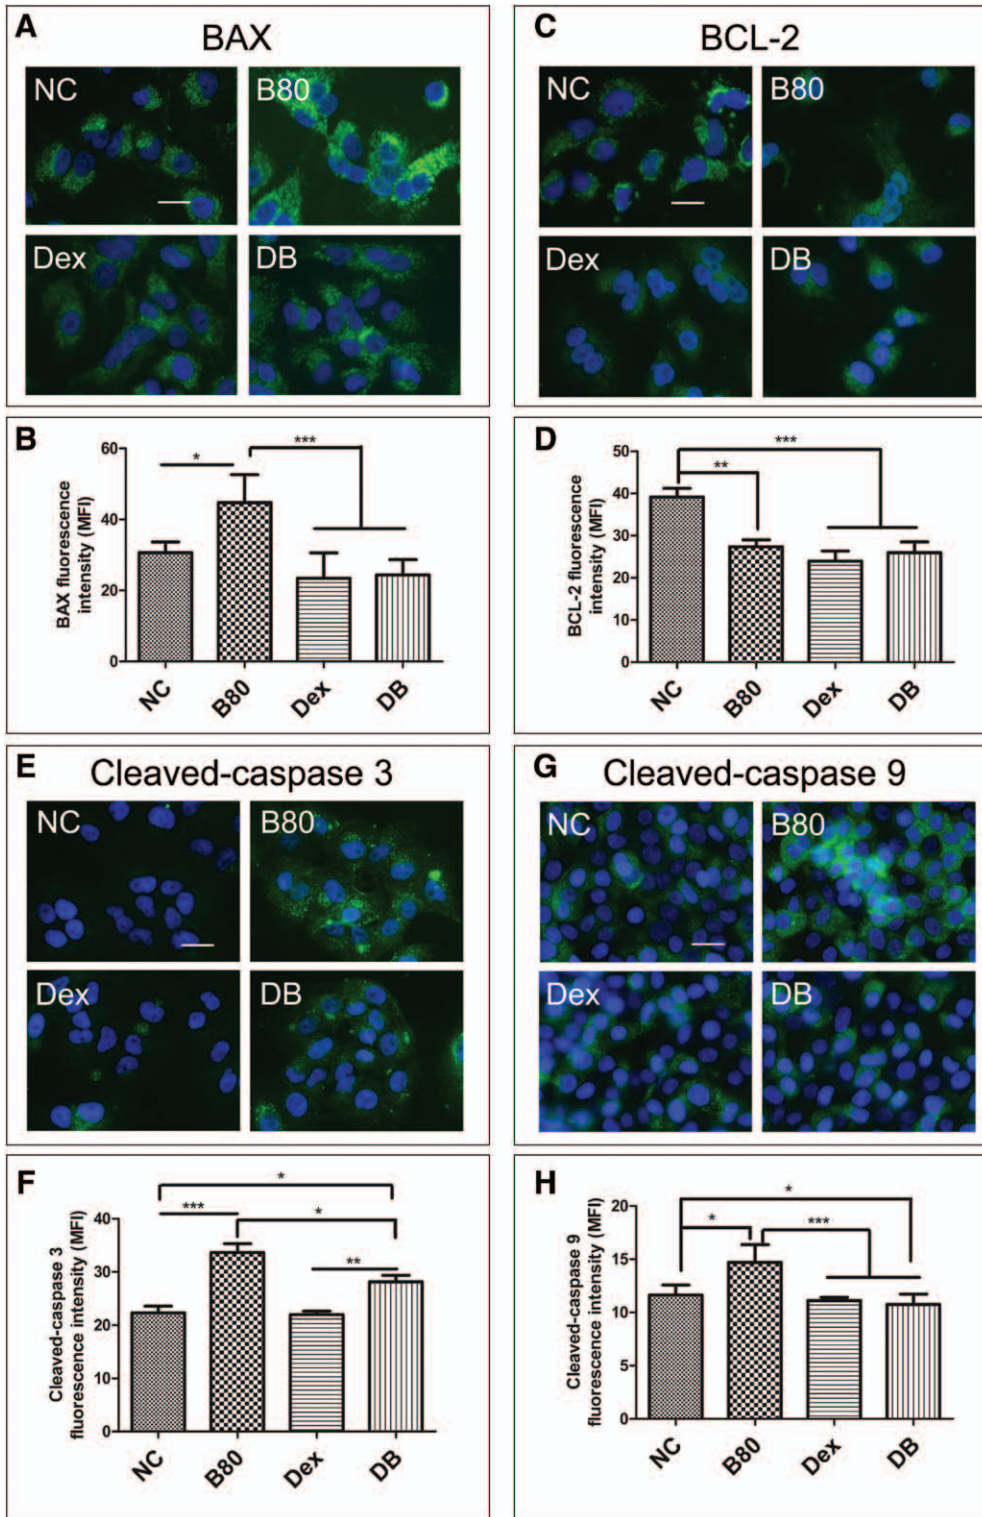 A
BAX
NC
B80
Dex
DB
C
BCL-2
NC
B80
Dex
DB
B
BAX fluorescence
intensity (MFI)
60
40
20
0
*
***
NC
B80
Dex
DB
D
BCL-2 fluorescence
intensity (MFI)
50
40
30
20
10
0
**
***
NC
B80
Dex
DB
E
Cleaved-caspase 3
NC
B80
Dex
DB
G
Cleaved-caspase 9
NC
B80
Dex
DB
F
Cleaved-caspase 3
fluorescence intensity (MFI)
40
30
20
10
0
*
***
*
**
NC
B80
Dex
DB
H
Cleaved-caspase 9
fluorescence intensity (MFI)
20
15
10
5
0
*
*
***
NC
B80
Dex
DB